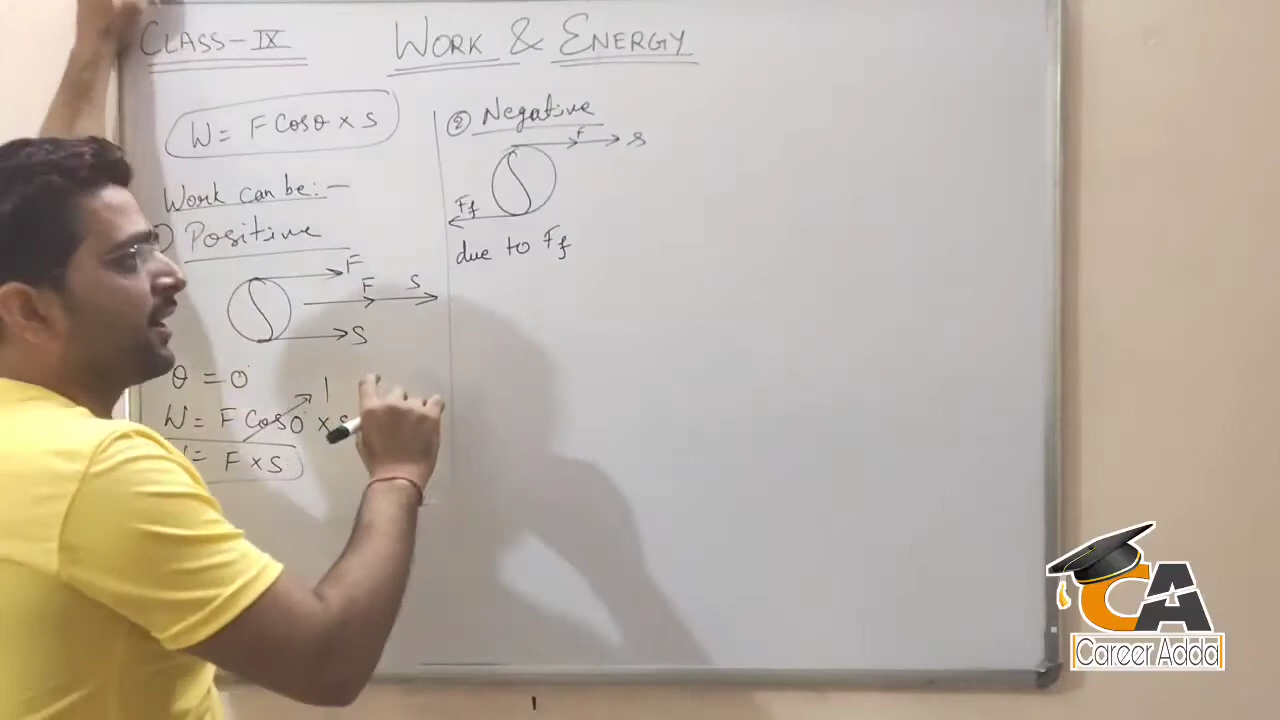 CLASS-IX
WORK & ENERGY
W = F Cosθ x S
Work can be:-
Positive
F
F S
S
θ = 0°
W = F Cos0° x S
1
= F x S
② Negative
F S
Ff
due to Ff
CA
Career Adda